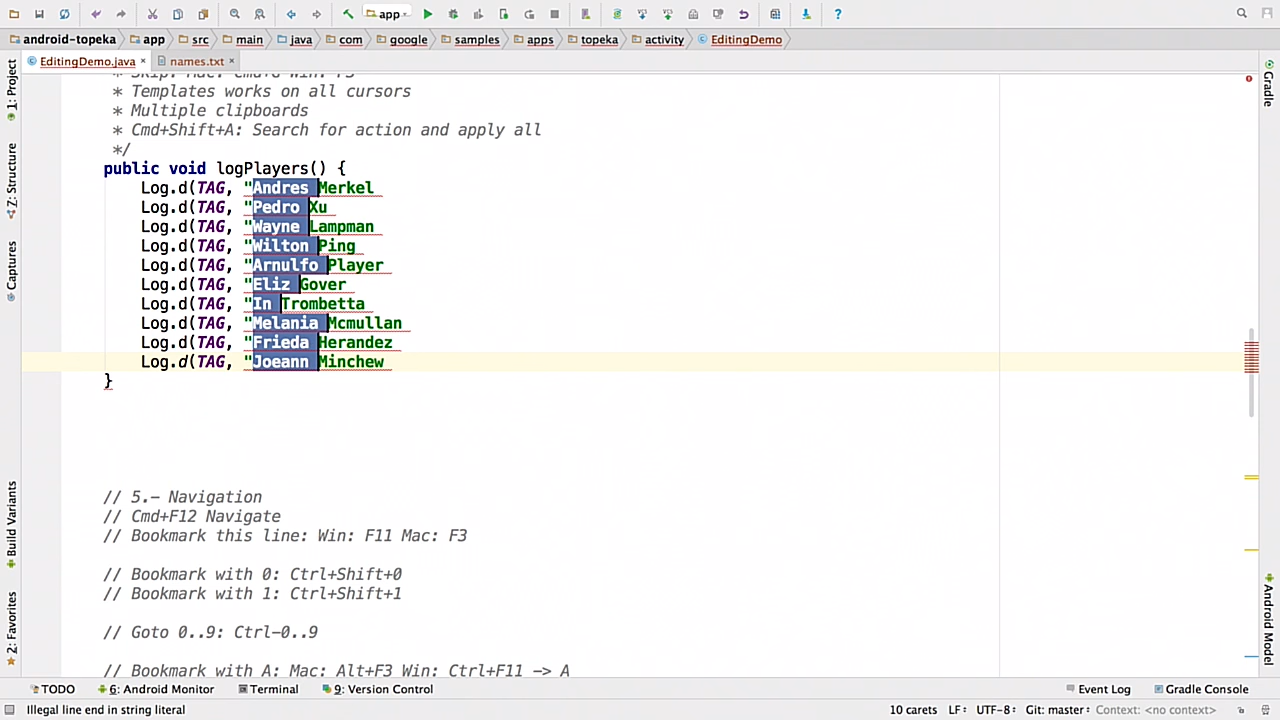 app
?
android-topeka app src main java com google samples apps topeka activity EditingDemo
EditingDemo.java × names.txt ×
1: Project
Z: Structure
Captures
Build Variants
2: Favorites
* Skip: Mac: Cmd+G Win: F3
* Templates works on all cursors
* Multiple clipboards
* Cmd+Shift+A: Search for action and apply all
*/
public void logPlayers() {
Log.d(TAG, "Andres Merkel
Log.d(TAG, "Pedro Xu
Log.d(TAG, "Wayne Lampman
Log.d(TAG, "Wilton Ping
Log.d(TAG, "Arnulfo Player
Log.d(TAG, "Eliz Gover
Log.d(TAG, "In Trombetta
Log.d(TAG, "Melania Mcmullan
Log.d(TAG, "Frieda Herandez
Log.d(TAG, "Joeann Minchew
}
// 5.- Navigation
// Cmd+F12 Navigate
// Bookmark this line: Win: F11 Mac: F3
// Bookmark with 0: Ctrl+Shift+0
// Bookmark with 1: Ctrl+Shift+1
// Goto 0..9: Ctrl-0..9
// Bookmark with A: Mac: Alt+F3 Win: Ctrl+F11 -> A
Gradle
Android Model
TODO 6: Android Monitor Terminal 9: Version Control Event Log Gradle Console
Illegal line end in string literal 10 carets LF÷ UTF-8÷ Git: master÷ Context: <no context>